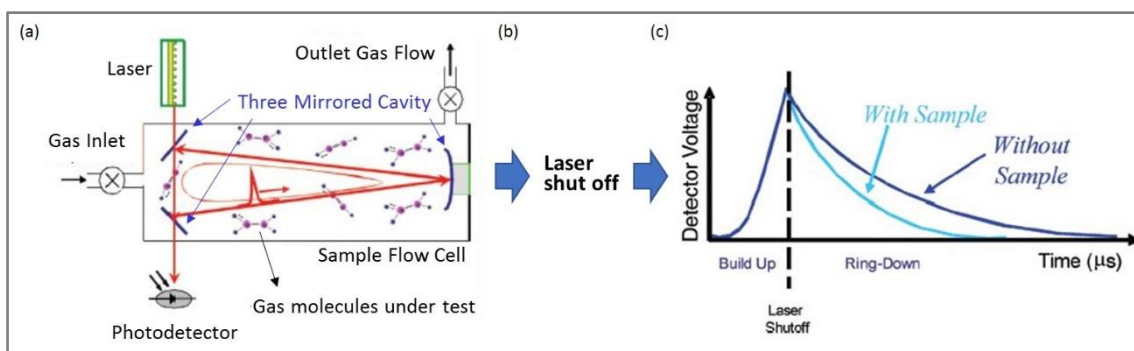 (a)
Laser
Outlet Gas Flow
Three Mirrored Cavity
Gas Inlet
Sample Flow Cell
Gas molecules under test
Photodetector
(b)
Laser
shut off
(c)
Detector Voltage
With Sample
Without
Sample
Build Up
Ring-Down
Time (μs)
Laser
Shutoff